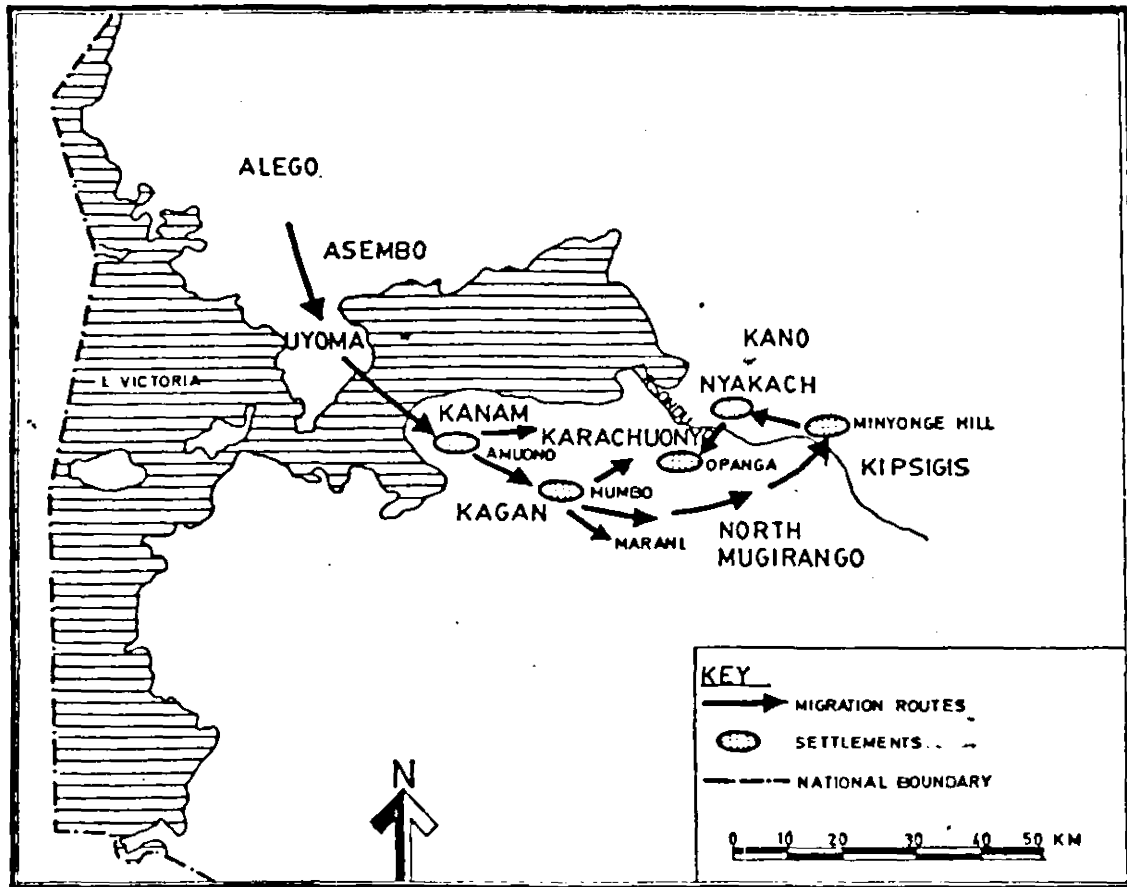 ALEGO
ASEMBO
UYOMA
L VICTORIA
KANO
NYAKACH
KANAM
KARACHUONYO
MINYONGE HILL
AMUONO
OPANGA
KIPSIGIS
HUMBO
KAGAN
MARANI
NORTH
MUGIRANGO
KEY
MIGRATION ROUTES
SETTLEMENTS
NATIONAL BOUNDARY
N
0 10 20 30 40 50 KM